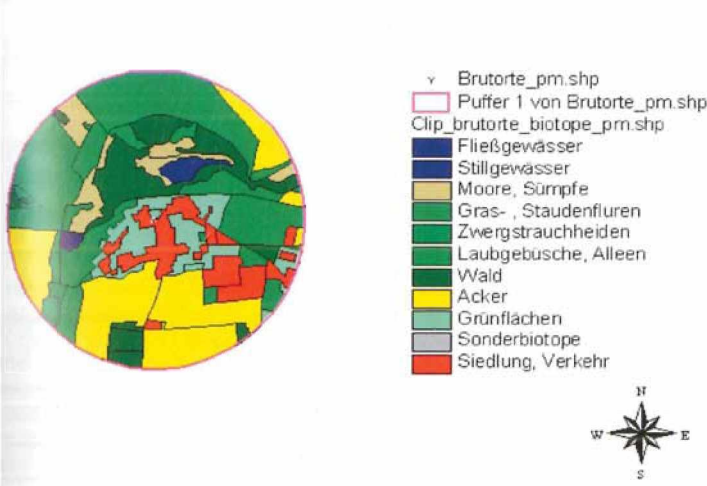 Brutorte_pm.shp
Puffer 1 von Brutorte_pm.shp
Clip_brutorte_biotope_pm.shp
Fließgewässer
Stillgewässer
Moore, Sümpfe
Gras- , Staudenfluren
Zwergstrauchheiden
Laubgebüsche, Alleen
Wald
Acker
Grünflächen
Sonderbiotope
Siedlung, Verkehr
N
W E
S